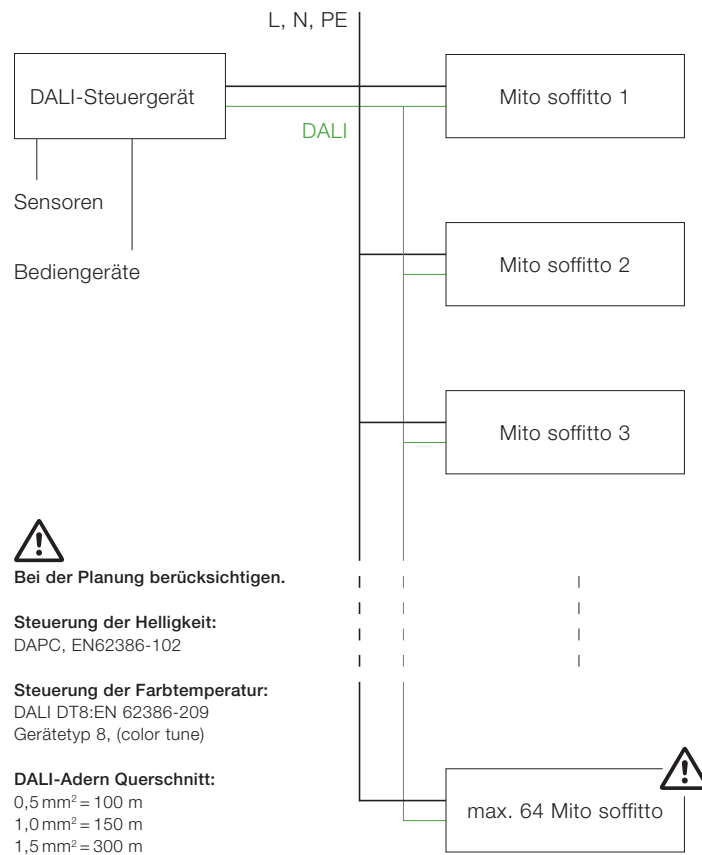 L, N, PE
DALI-Steuergerät
Mito soffitto 1
DALI
Sensoren
Bediengeräte
Mito soffitto 2
Mito soffitto 3
Bei der Planung berücksichtigen.
Steuerung der Helligkeit:
DAPC, EN62386-102
Steuerung der Farbtemperatur:
DALI DT8:EN 62386-209
Gerätetyp 8, (color tune)
DALI-Adern Querschnitt:
0,5 mm² = 100 m
1,0 mm² = 150 m
1,5 mm² = 300 m
max. 64 Mito soffitto